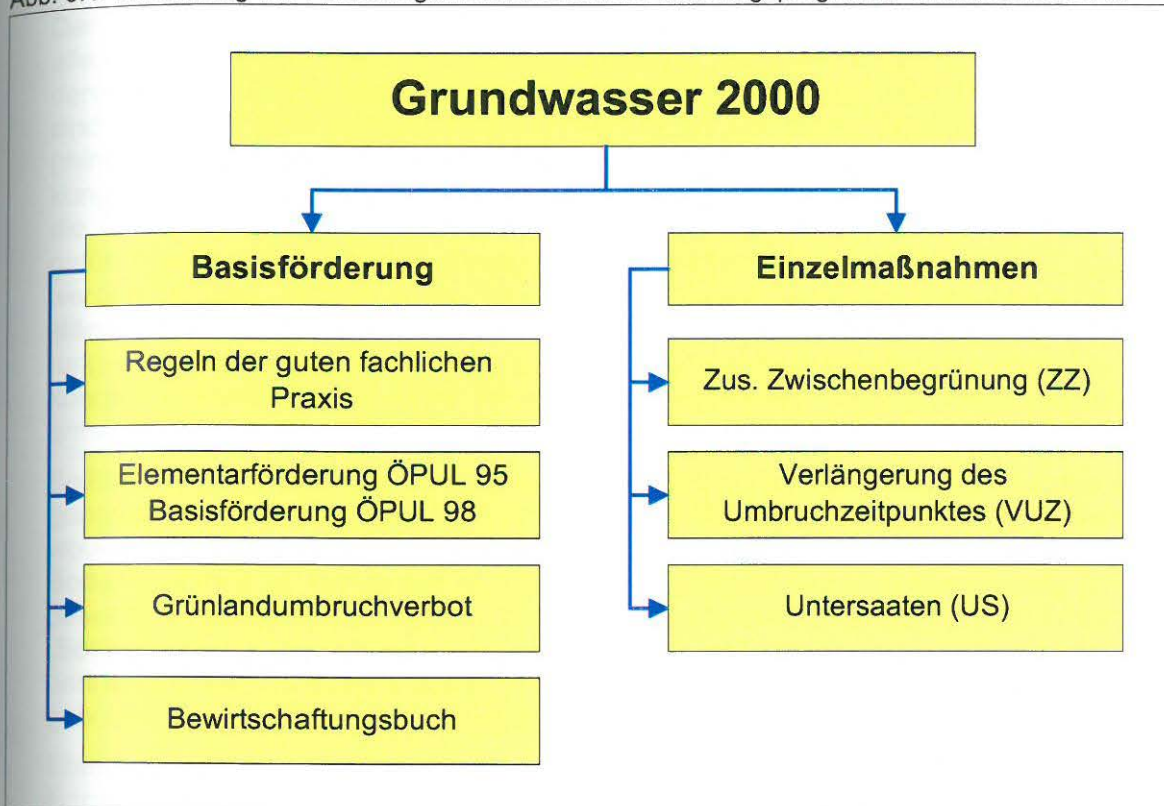 Grundwasser 2000
Basisförderung
Regeln der guten fachlichen
Praxis
Elementarförderung ÖPUL 95
Basisförderung ÖPUL 98
Grünlandumbruchverbot
Bewirtschaftungsbuch
Einzelmaßnahmen
Zus. Zwischenbegrünung (ZZ)
Verlängerung des
Umbruchzeitpunktes (VUZ)
Untersaaten (US)